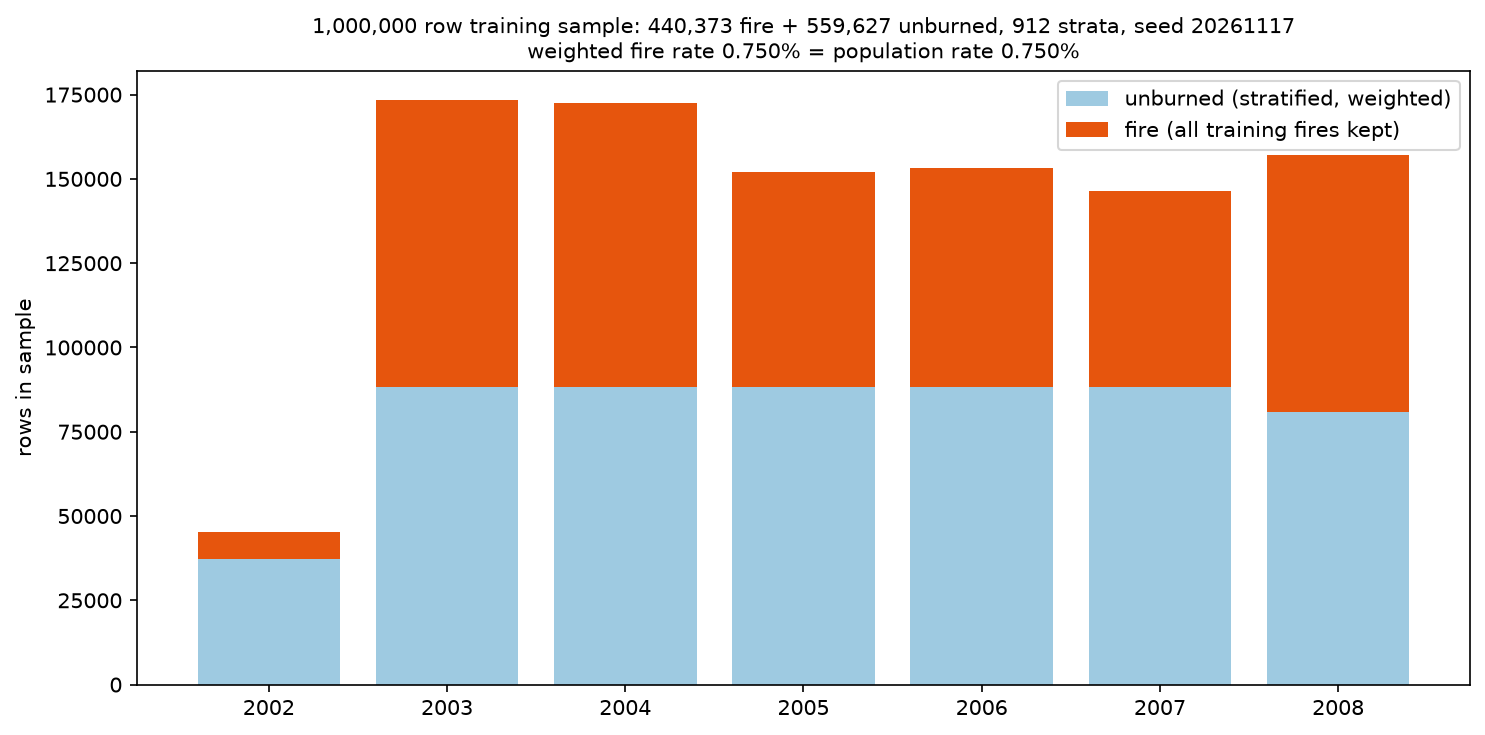 1,000,000 row training sample: 440,373 fire + 559,627 unburned, 912 strata, seed 20261117
weighted fire rate 0.750% = population rate 0.750%
unburned (stratified, weighted)
fire (all training fires kept)
rows in sample
175000
150000
125000
100000
75000
50000
25000
0
2002 2003 2004 2005 2006 2007 2008